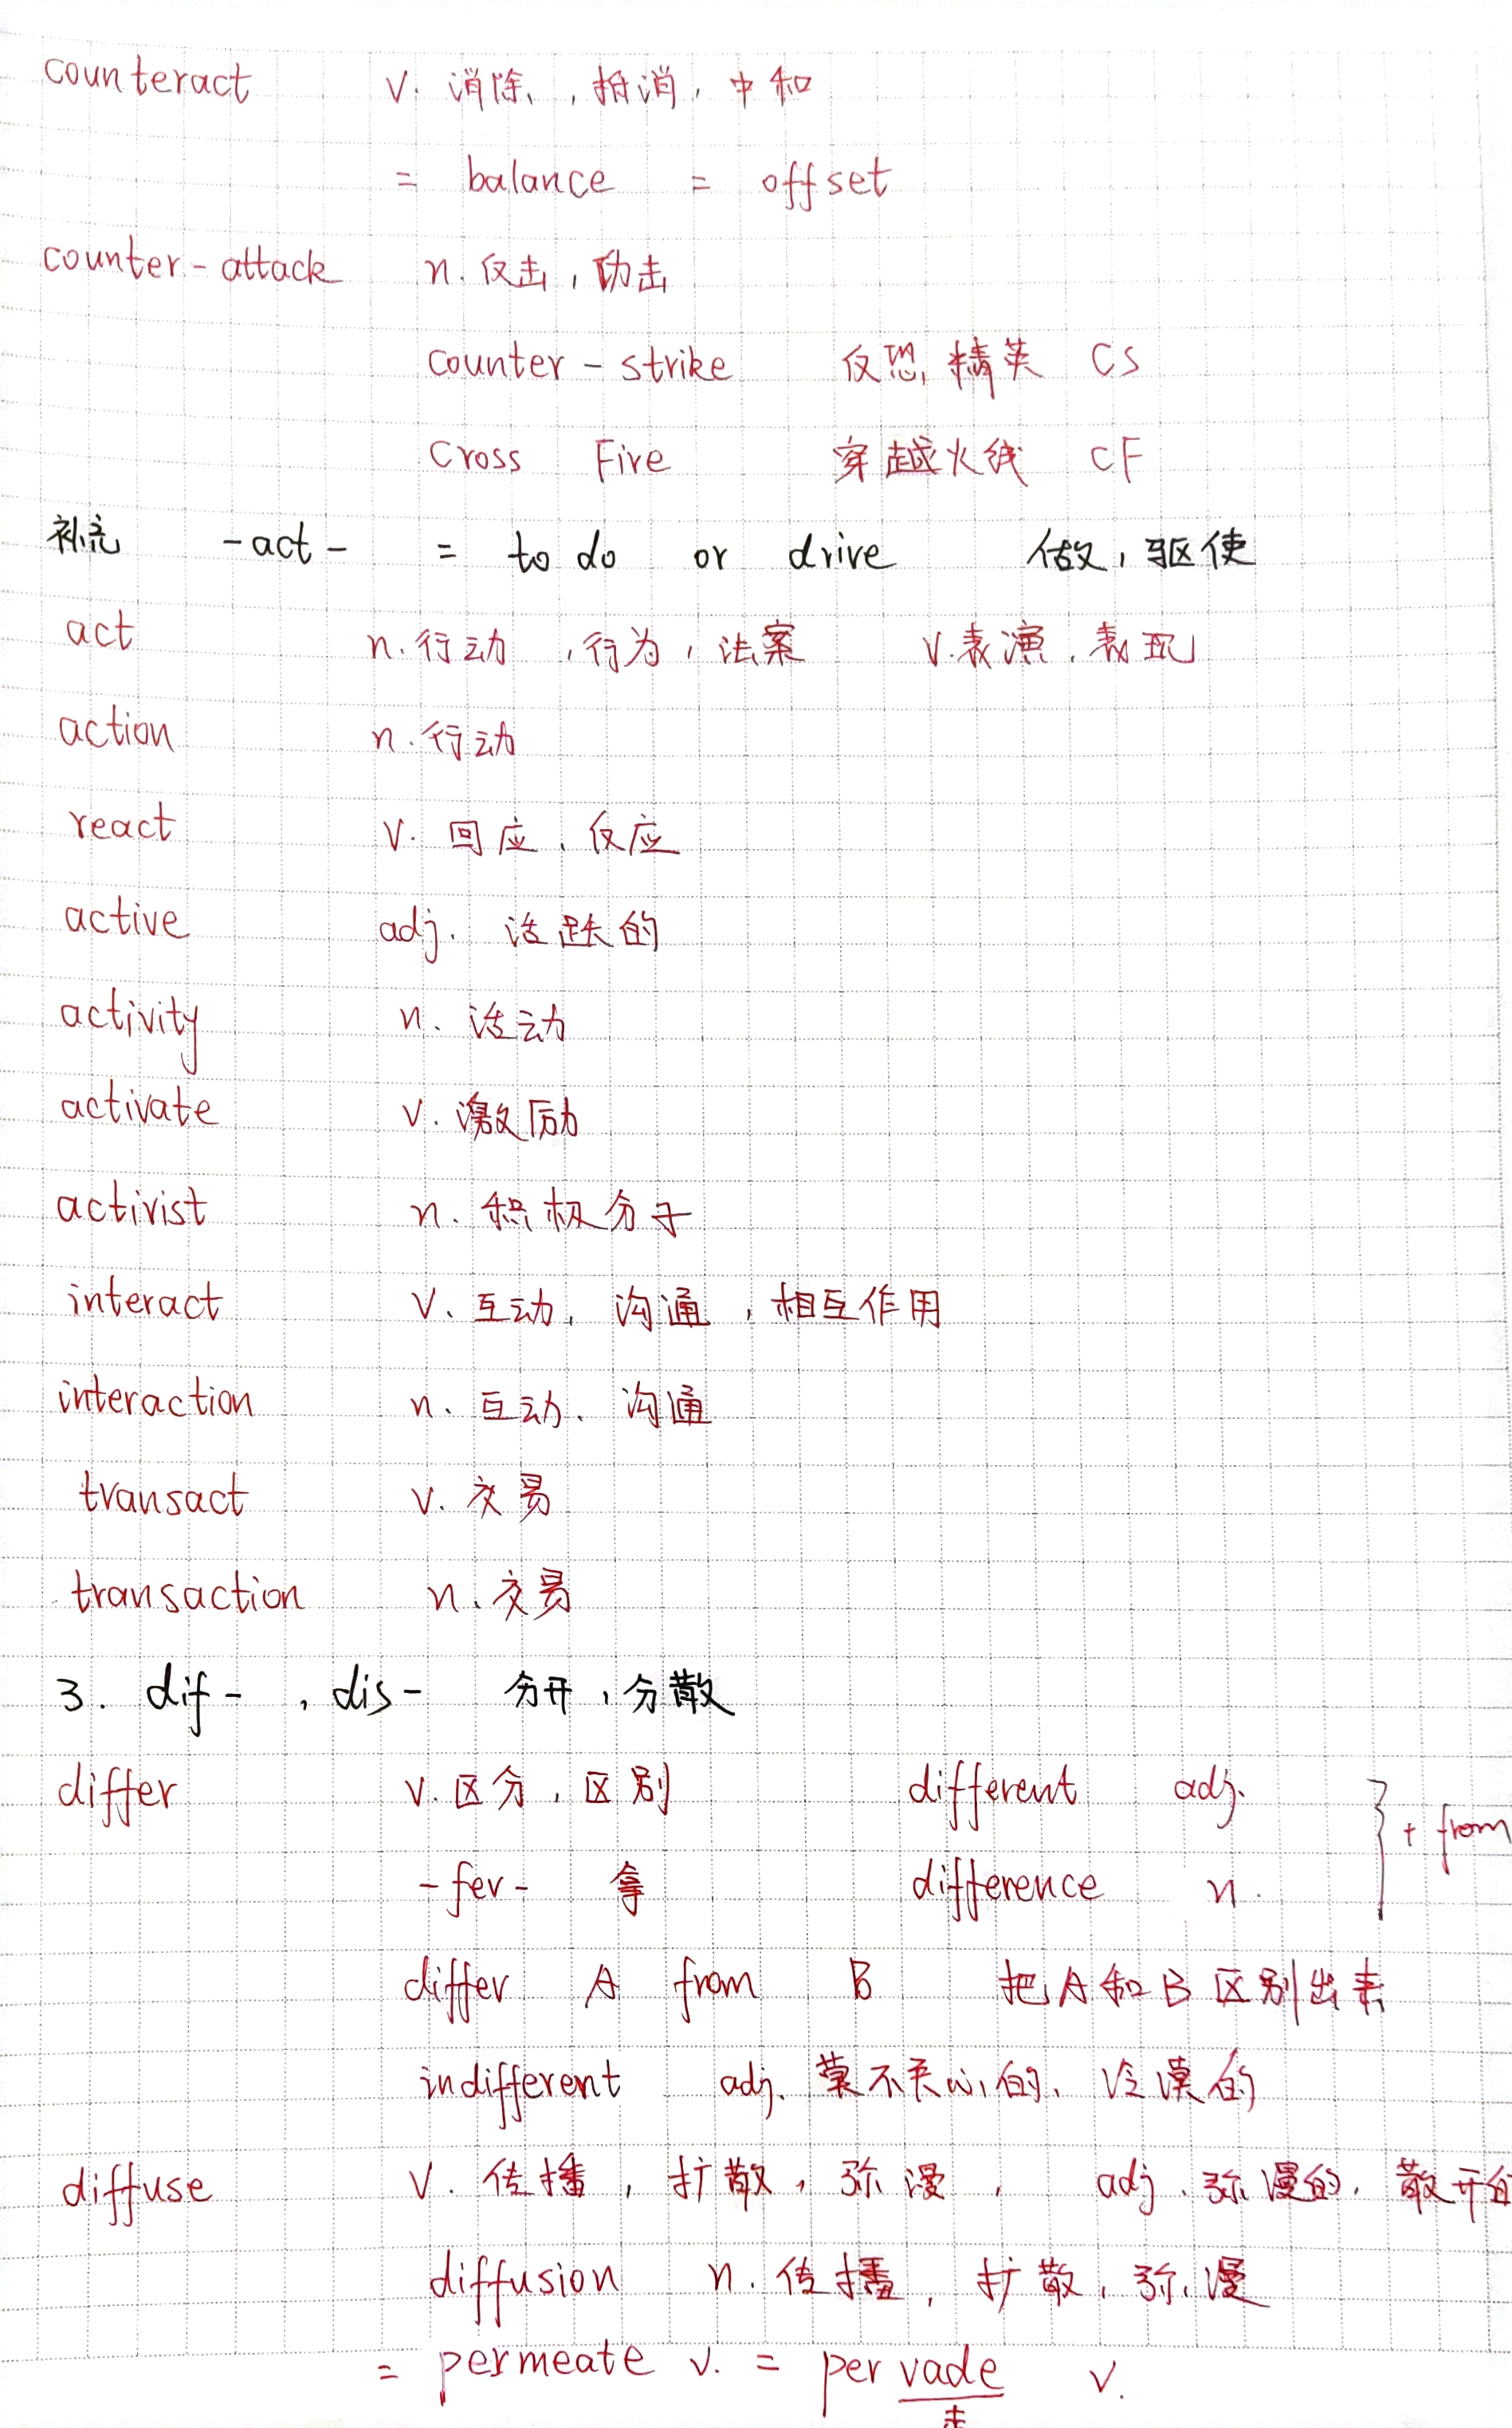 counteract v. 消除,抵消,中和
= balance = offset
counter-attack n.反击,功击
counter-strike 反恐精英 CS
Cross Fire 穿越火线 CF
补充 -act- = to do or drive 做,驱使
act n.行动,行为,法案 v.表演,表现
action n.行动
react v.回应,反应
active adj.活跃的
activity n.活动
activate v.激励
activist n.积极分子
interact v.互动,沟通,相互作用
interaction n.互动、沟通
transact v.交易
transaction n.交易
3. dif-,dis- 分开,分散
differ v.区分,区别 different adj. } + from
-fer- 拿 difference n.
differ A from B 把A和B区别出来
indifferent adj.莫不关心的、冷漠的
diffuse v.传播,扩散,弥漫, adj.弥漫的,散开的
diffusion n.传播,扩散,弥漫
= permeate v. = pervade v.
走